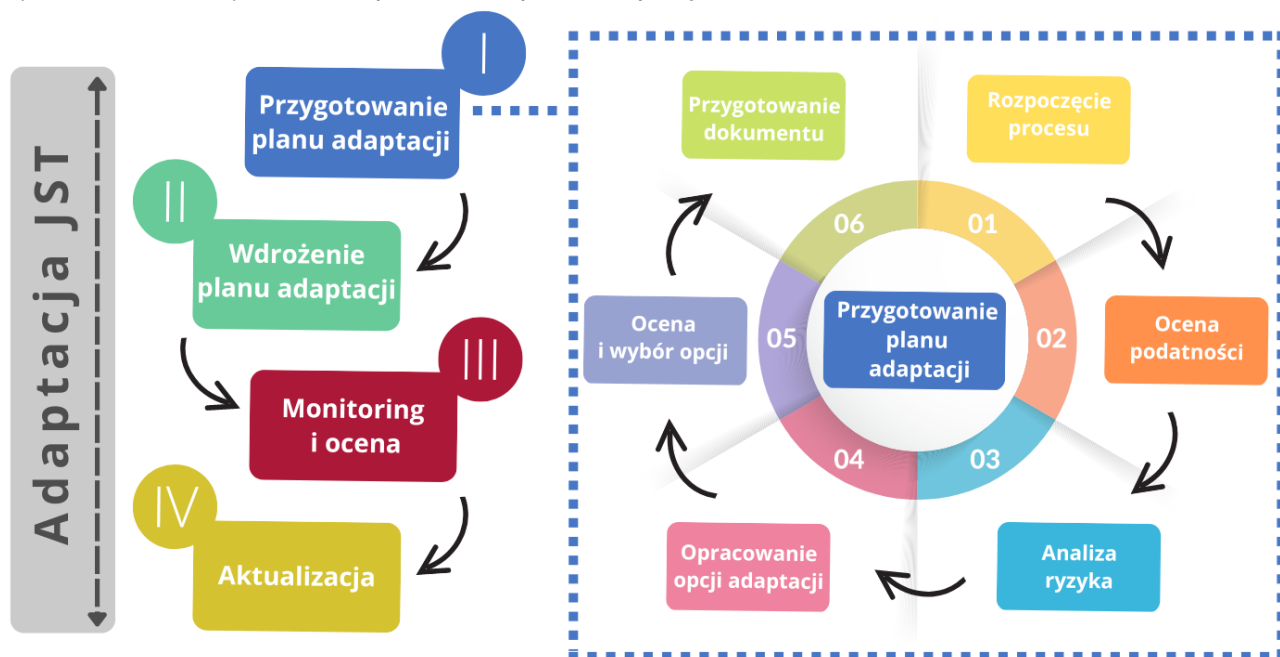 Adaptacja JST
I
Przygotowanie
planu adaptacji
II
Wdrożenie
planu adaptacji
III
Monitoring
i ocena
IV
Aktualizacja
Przygotowanie
planu
adaptacji
01
Rozpoczęcie
procesu
02
Ocena
podatności
03
Analiza
ryzyka
04
Opracowanie
opcji adaptacji
05
Ocena
i wybór opcji
06
Przygotowanie
dokumentu